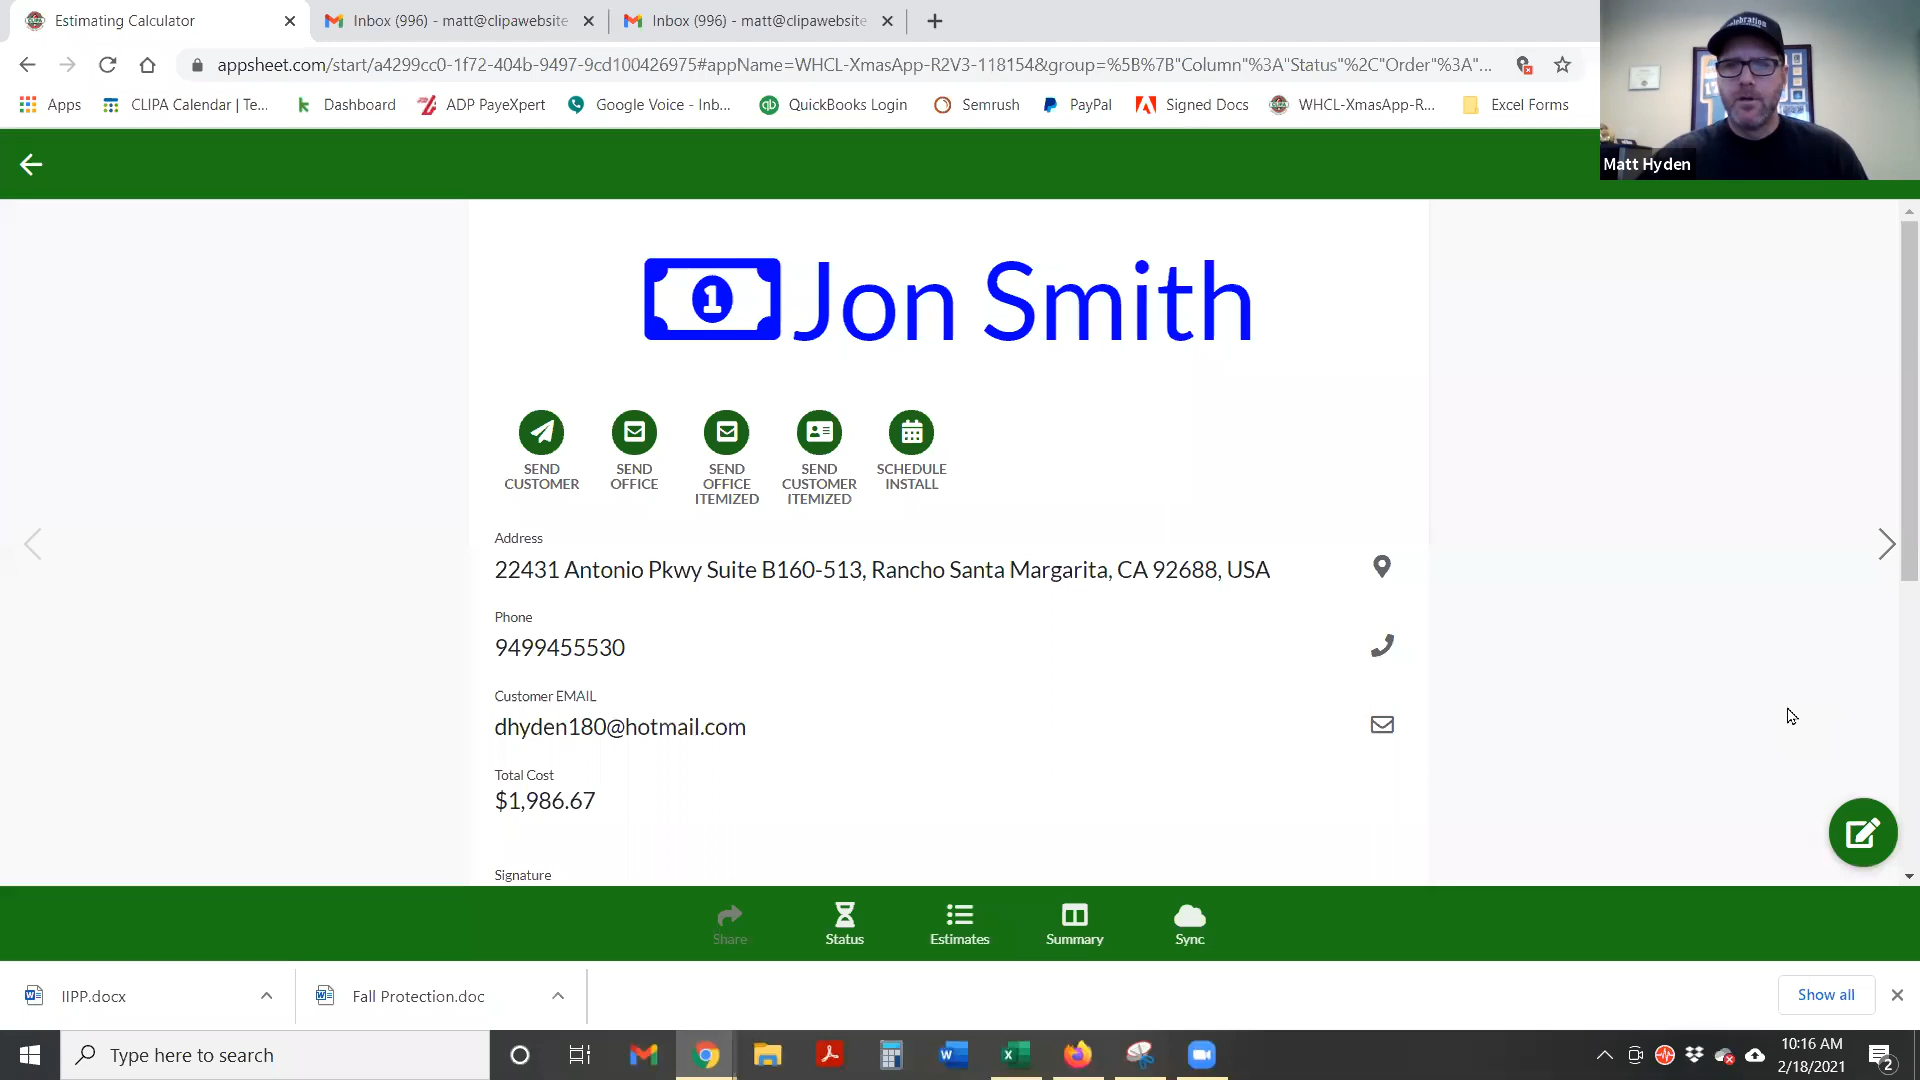 Estimating Calculator
Inbox (996) - matt@clipawebsite
Inbox (996) - matt@clipawebsite
appsheet.com/start/a4299cc0-1f72-404b-9497-9cd100426975#appName=WHCL-XmasApp-R2V3-118154&group=%5B%7B"Column"%3A"Status"%2C"Order"%3A"...
Apps
CLIPA Calendar | Te...
Dashboard
ADP PayeXpert
Google Voice - Inb...
QuickBooks Login
Semrush
PayPal
Signed Docs
WHCL-XmasApp-R...
Excel Forms
Matt Hyden
1 Jon Smith
SEND
CUSTOMER
SEND
OFFICE
SEND
OFFICE
ITEMIZED
SEND
CUSTOMER
ITEMIZED
SCHEDULE
INSTALL
Address
22431 Antonio Pkwy Suite B160-513, Rancho Santa Margarita, CA 92688, USA
Phone
9499455530
Customer EMAIL
dhyden180@hotmail.com
Total Cost
$1,986.67
Signature
Share
Status
Estimates
Summary
Sync
IIPP.docx
Fall Protection.doc
Show all
Type here to search
10:16 AM
2/18/2021
2